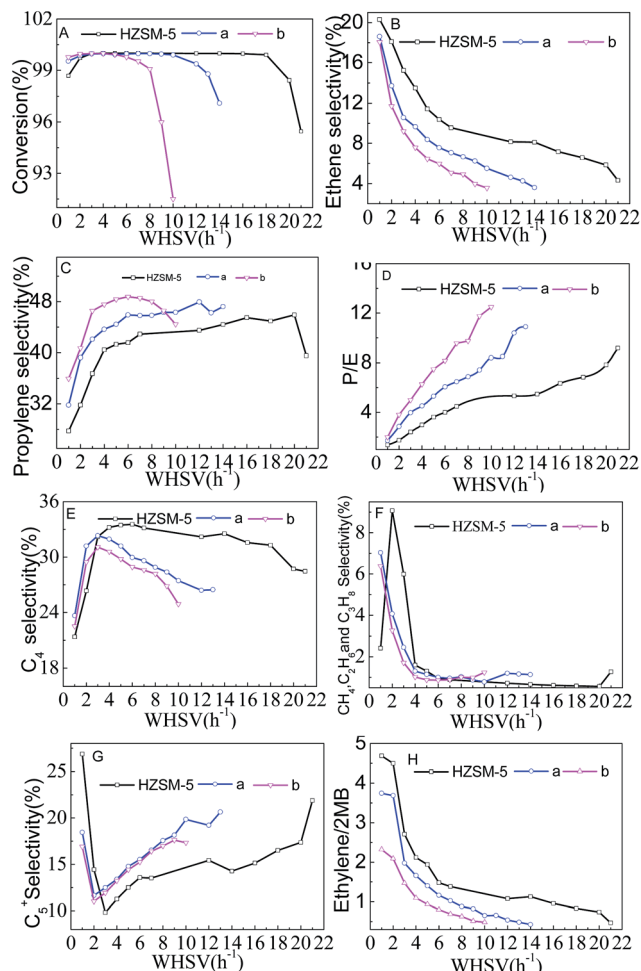 A
HZSM-5 a b
Conversion(%)
100
99
96
93
0 2 4 6 8 10 12 14 16 18 20 22
WHSV(h⁻¹)
B
HZSM-5 a b
Ethene selectivity(%)
20
16
12
8
4
0 2 4 6 8 10 12 14 16 18 20 22
WHSV(h⁻¹)
C
HZSM-5 a b
Propylene selectivity(%)
48
40
32
28
0 2 4 6 8 10 12 14 16 18 20 22
WHSV(h⁻¹)
D
HZSM-5 a b
P/E
16
12
8
4
0 2 4 6 8 10 12 14 16 18 20 22
WHSV(h⁻¹)
E
HZSM-5 a b
C₄ selectivity(%)
36
33
30
27
24
21
18
0 2 4 6 8 10 12 14 16 18 20 22
WHSV(h⁻¹)
F
HZSM-5 a b
CH₄,C₂H₆ and C₃H₈ Selectivity(%)
8
6
4
2
0 2 4 6 8 10 12 14 16 18 20 22
WHSV(h⁻¹)
G
HZSM-5 a b
C₅⁺Selectivity(%)
25
20
15
10
0 2 4 6 8 10 12 14 16 18 20 22
WHSV(h⁻¹)
H
HZSM-5 a b
Ethylene/2MB
5
4
3
2
1
0
0 2 4 6 8 10 12 14 16 18 20 22
WHSV(h⁻¹)